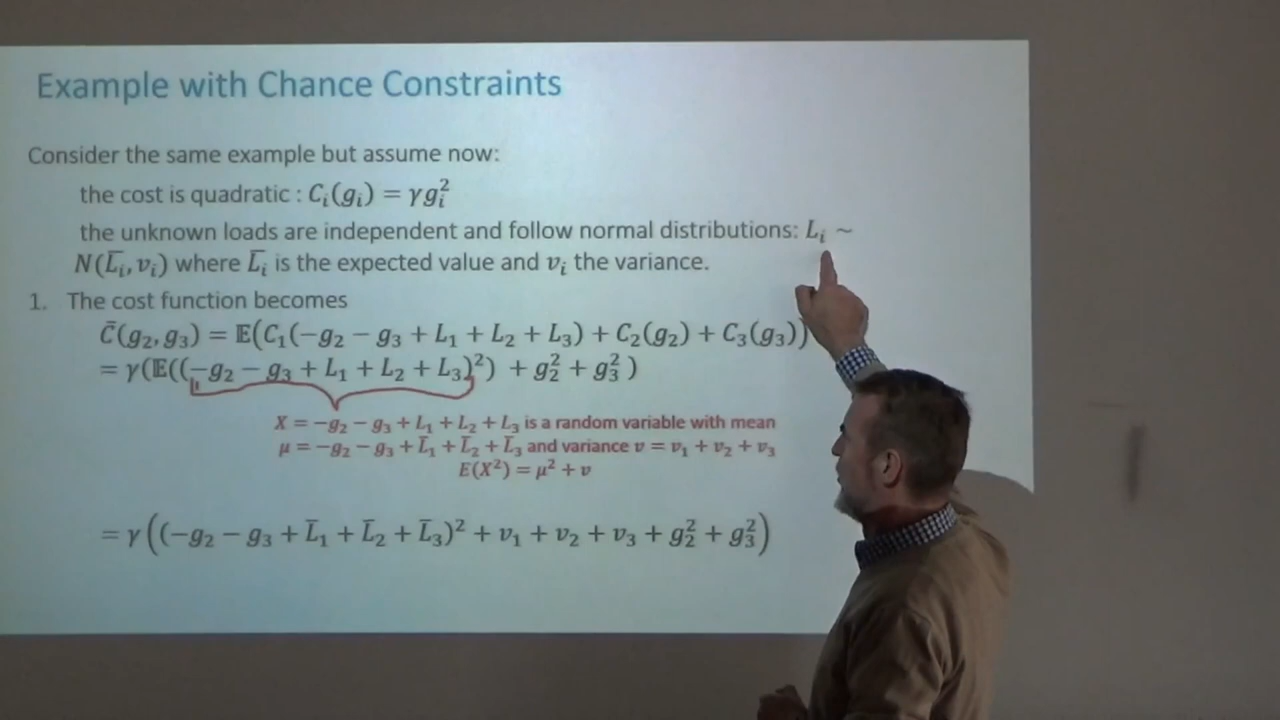 Example with Chance Constraints
Consider the same example but assume now:
the cost is quadratic : Cᵢ(gᵢ) = γgᵢ²
the unknown loads are independent and follow normal distributions: Lᵢ ~
N(L̄ᵢ, vᵢ) where L̄ᵢ is the expected value and vᵢ the variance.
1. The cost function becomes
C̄(g₂, g₃) = 𝔼(C₁(−g₂ − g₃ + L₁ + L₂ + L₃) + C₂(g₂) + C₃(g₃))
= γ(𝔼((−g₂ − g₃ + L₁ + L₂ + L₃)²) + g₂² + g₃² )
X = −g₂ − g₃ + L₁ + L₂ + L₃ is a random variable with mean
μ = −g₂ − g₃ + L̄₁ + L̄₂ + L̄₃ and variance v = v₁ + v₂ + v₃
E(X²) = μ² + v
= γ((−g₂ − g₃ + L̄₁ + L̄₂ + L̄₃)² + v₁ + v₂ + v₃ + g₂² + g₃²)